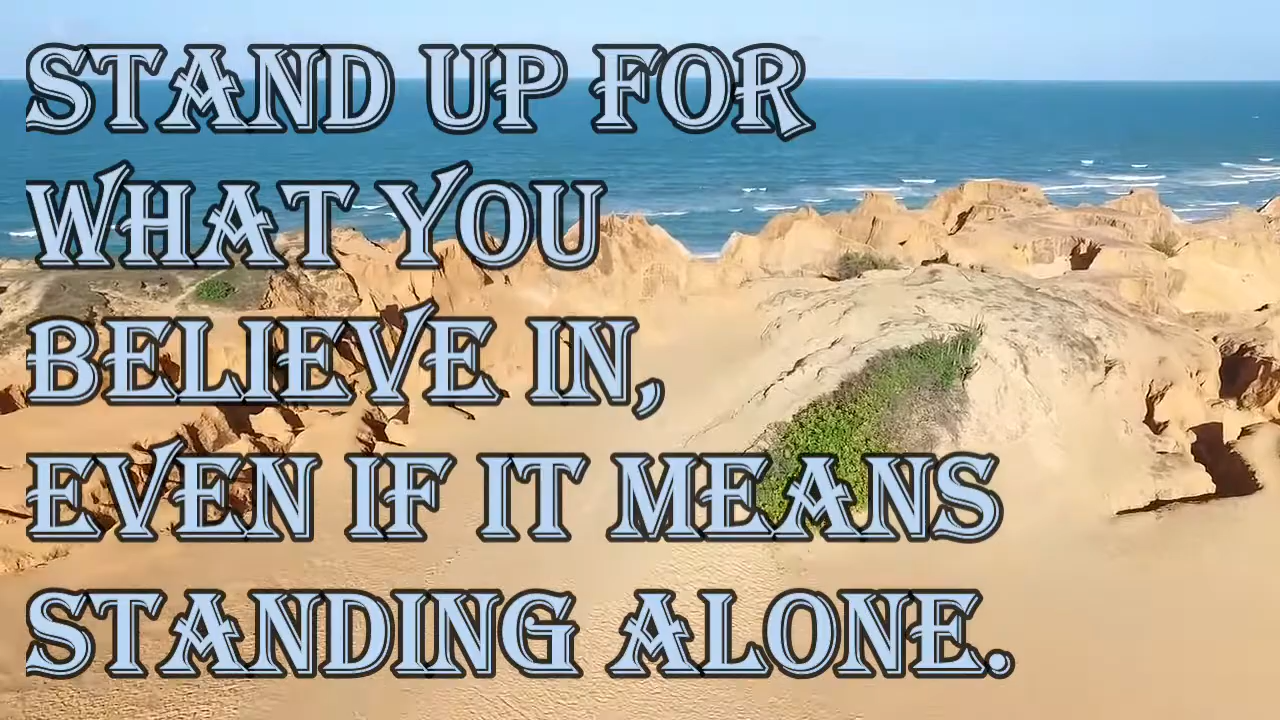 STAND UP FOR
WHAT YOU
BELIEVE IN,
EVEN IF IT MEANS
STANDING ALONE.